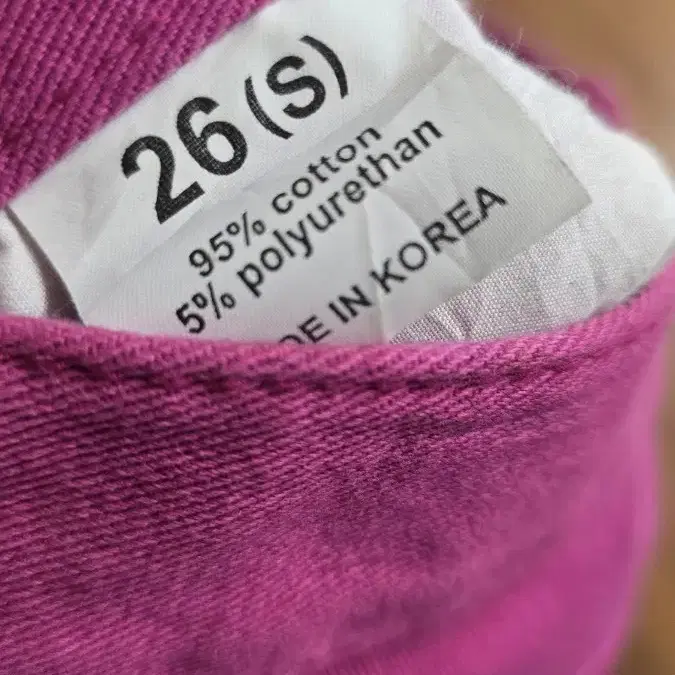 26 (S)
95% cotton
5% polyurethan
DE IN KOREA